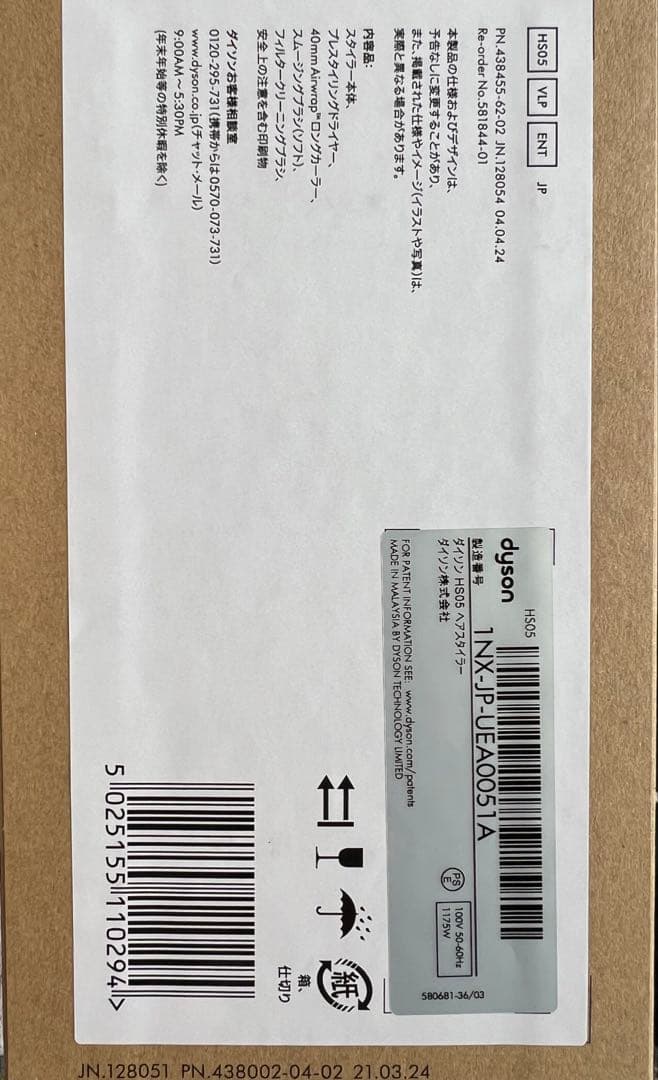 HS05 VLP ENT JP
PN.438455-62-02 JN.128054 04.04.24
Re-order No.581844-01
本製品の仕様およびデザインは、
予告なしに変更することがあり、
また、掲載された仕様やイメージ(イラストや写真)は、
実際と異なる場合があります。
内容品:
スタイラー本体、
プレスタイリングドライヤー、
40mm Airwrap™ロングカーラー、
スムージングブラシ(ソフト)、
フィルタークリーニングブラシ、
安全上の注意を含む印刷物
ダイソンお客様相談室
0120-295-731(携帯からは0570-073-731)
www.dyson.co.jp(チャット・メール)
9:00AM～5:30PM
(年末年始等の特別休暇を除く)
dyson HS05
製造番号 1NX-JP-UEA0051A
ダイソン HS05 ヘアスタイラー
ダイソン株式会社
PS
E
100V 50-60Hz
1175W
FOR PATENT INFORMATION SEE: www.dyson.com/patents
MADE IN MALAYSIA BY DYSON TECHNOLOGY LIMITED
580681-36/03
紙
箱、
仕切り
5 025155 110294 >
JN.128051 PN.438002-04-02 21.03.24